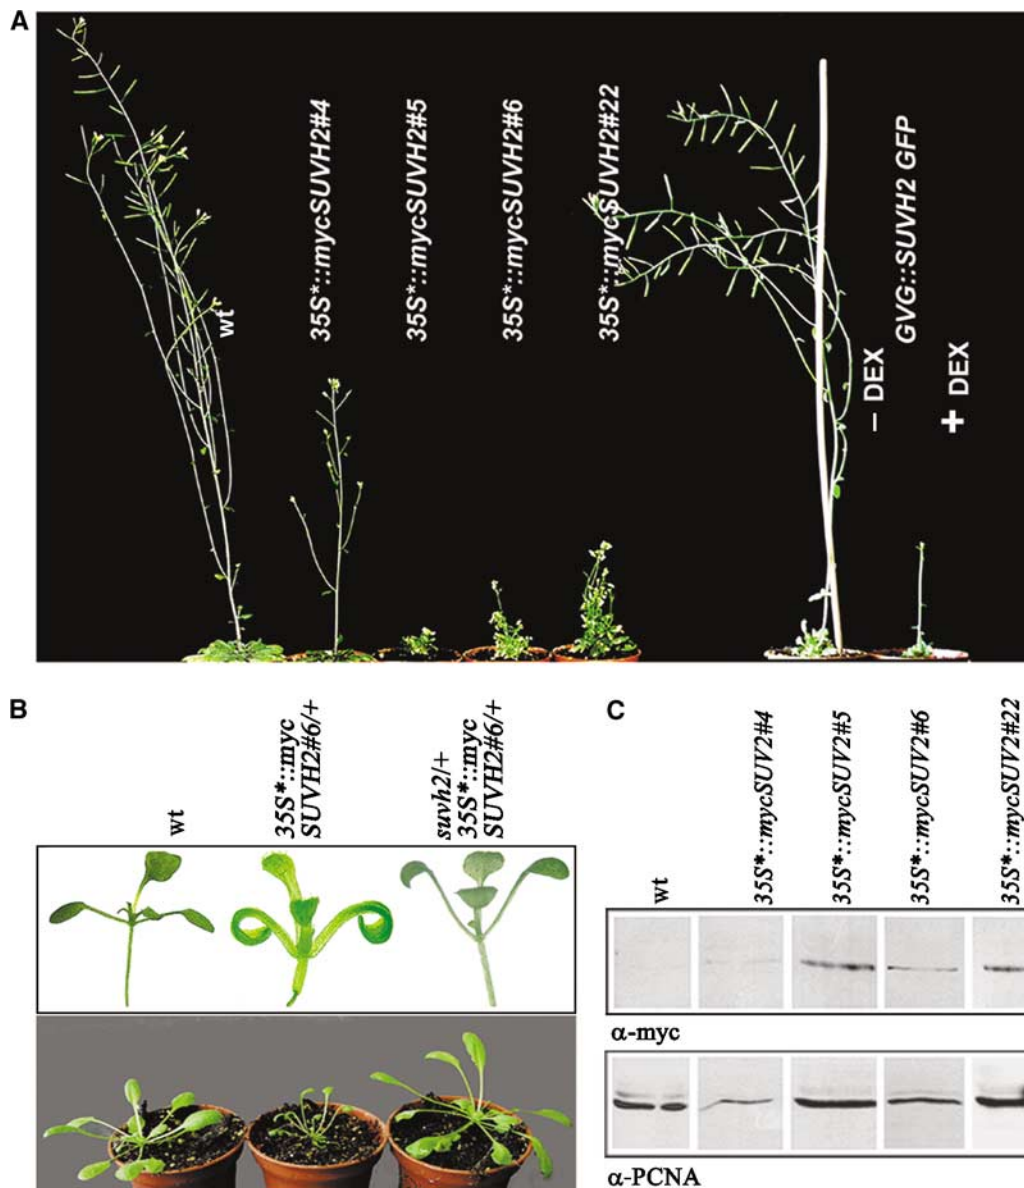 A
wt
35S*::mycSUVH2#4
35S*::mycSUVH2#5
35S*::mycSUVH2#6
35S*::mycSUVH2#22
– DEX
GVG::SUVH2 GFP
+ DEX
B
wt
35S*::myc
SUVH2#6/+
suvh2/+
35S*::myc
SUVH2#6/+
C
wt
35S*::mycSUV2#4
35S*::mycSUV2#5
35S*::mycSUV2#6
35S*::mycSUV2#22
α-myc
α-PCNA